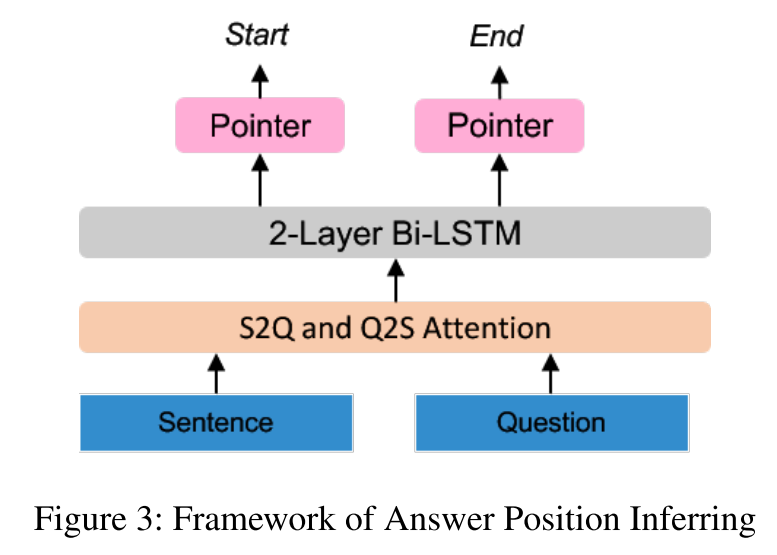 Start End
Pointer Pointer
2-Layer Bi-LSTM
S2Q and Q2S Attention
Sentence Question
Figure 3: Framework of Answer Position Inferring